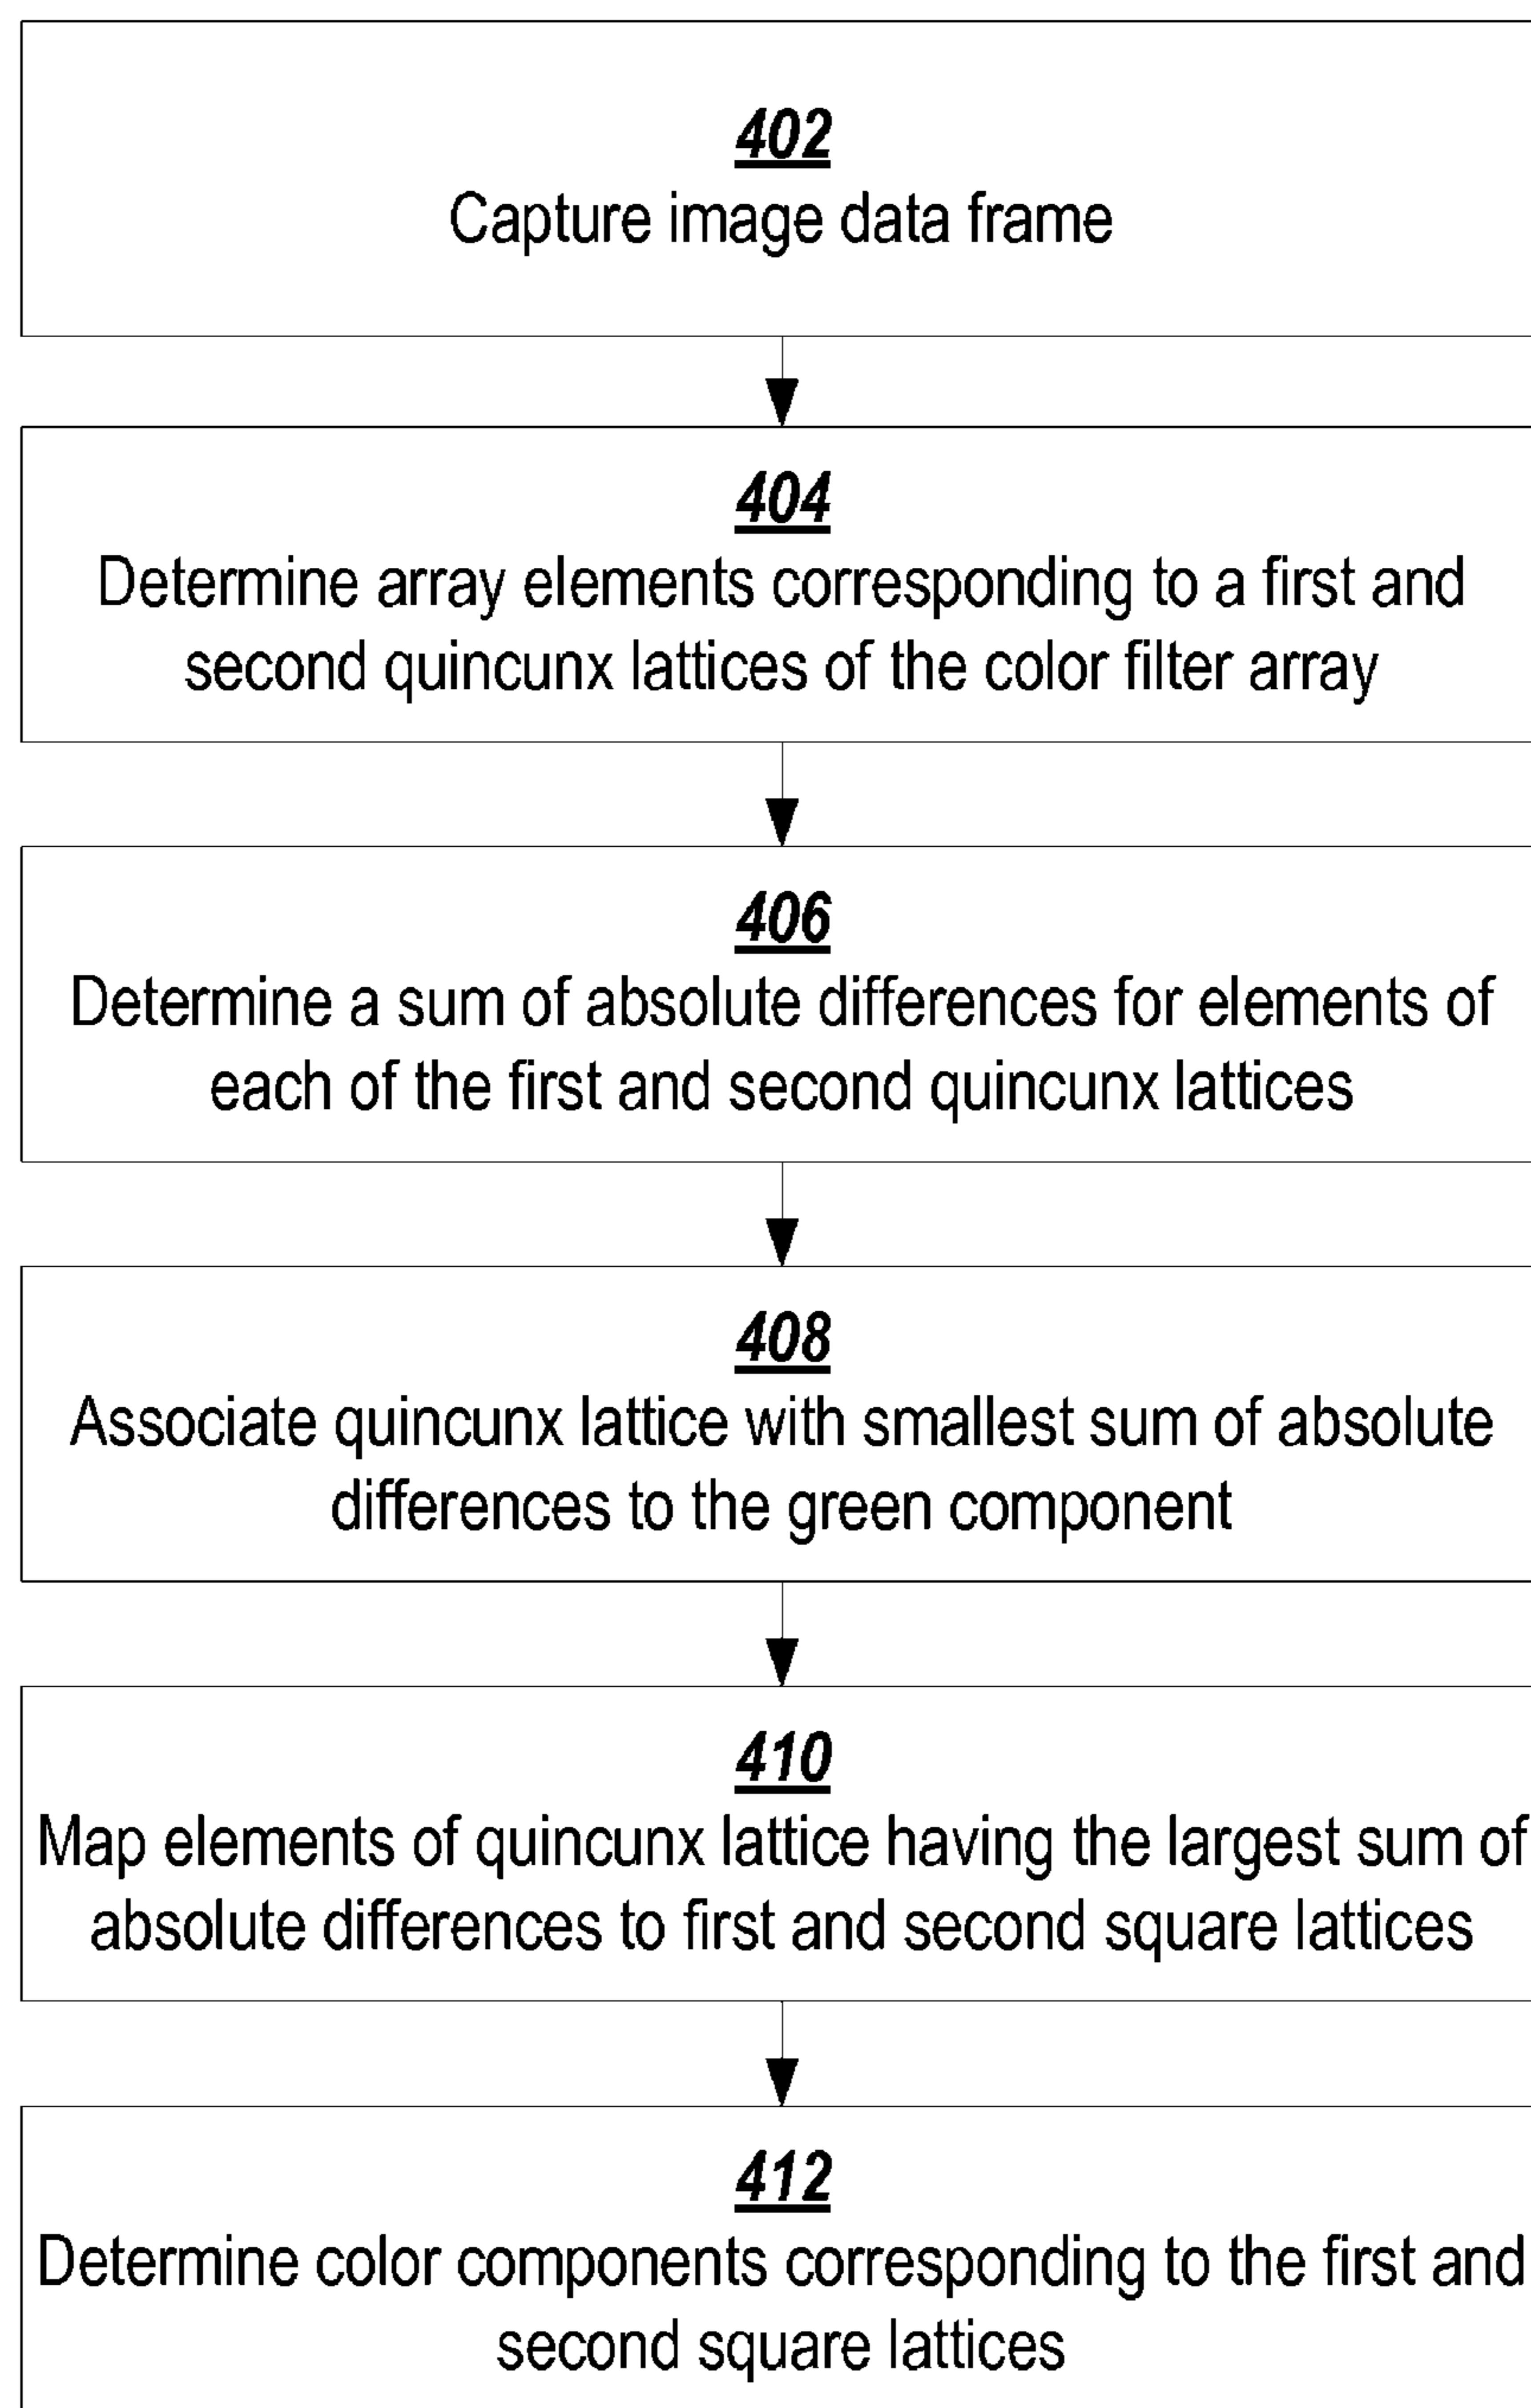 402
Capture image data frame
404
Determine array elements corresponding to a first and
second quincunx lattices of the color filter array
406
Determine a sum of absolute differences for elements of
each of the first and second quincunx lattices
408
Associate quincunx lattice with smallest sum of absolute
differences to the green component
410
Map elements of quincunx lattice having the largest sum of
absolute differences to first and second square lattices
412
Determine color components corresponding to the first and
second square lattices